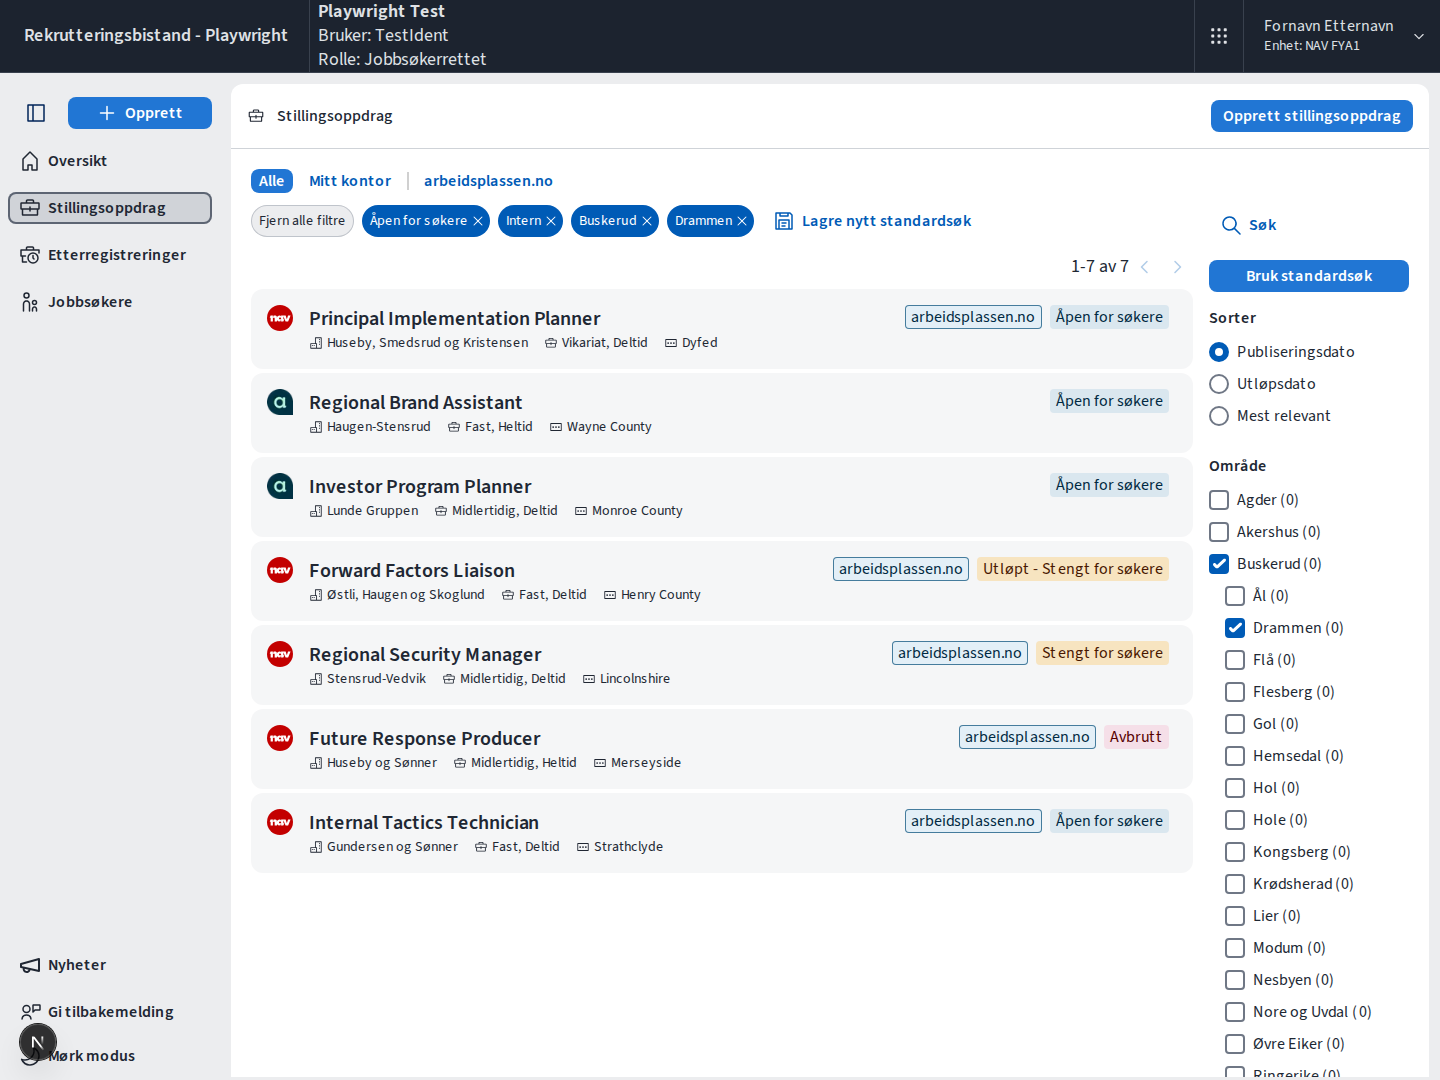 Rekrutteringsbistand - Playwright
Playwright Test
Bruker: TestIdent
Rolle: Jobbsøkerrettet
Fornavn Etternavn
Enhet: NAV FYA1
Opprett
Oversikt
Stillingsoppdrag
Etterregistreringer
Jobbsøkere
Nyheter
Gi tilbakemelding
N
Mørk modus
Stillingsoppdrag
Opprett stillingsoppdrag
Alle
Mitt kontor
arbeidsplassen.no
Fjern alle filtre
Åpen for søkere
Intern
Buskerud
Drammen
Lagre nytt standardsøk
1-7 av 7
nav
Principal Implementation Planner
arbeidsplassen.no
Åpen for søkere
Huseby, Smedsrud og Kristensen
Vikariat, Deltid
Dyfed
a
Regional Brand Assistant
Åpen for søkere
Haugen-Stensrud
Fast, Heltid
Wayne County
a
Investor Program Planner
Åpen for søkere
Lunde Gruppen
Midlertidig, Deltid
Monroe County
nav
Forward Factors Liaison
arbeidsplassen.no
Utløpt - Stengt for søkere
Østli, Haugen og Skoglund
Fast, Deltid
Henry County
nav
Regional Security Manager
arbeidsplassen.no
Stengt for søkere
Stensrud-Vedvik
Midlertidig, Deltid
Lincolnshire
nav
Future Response Producer
arbeidsplassen.no
Avbrutt
Huseby og Sønner
Midlertidig, Heltid
Merseyside
nav
Internal Tactics Technician
arbeidsplassen.no
Åpen for søkere
Gundersen og Sønner
Fast, Deltid
Strathclyde
Søk
Bruk standardsøk
Sorter
Publiseringsdato
Utløpsdato
Mest relevant
Område
Agder (0)
Akershus (0)
Buskerud (0)
Ål (0)
Drammen (0)
Flå (0)
Flesberg (0)
Gol (0)
Hemsedal (0)
Hol (0)
Hole (0)
Kongsberg (0)
Krødsherad (0)
Lier (0)
Modum (0)
Nesbyen (0)
Nore og Uvdal (0)
Øvre Eiker (0)
Ringerike (0)